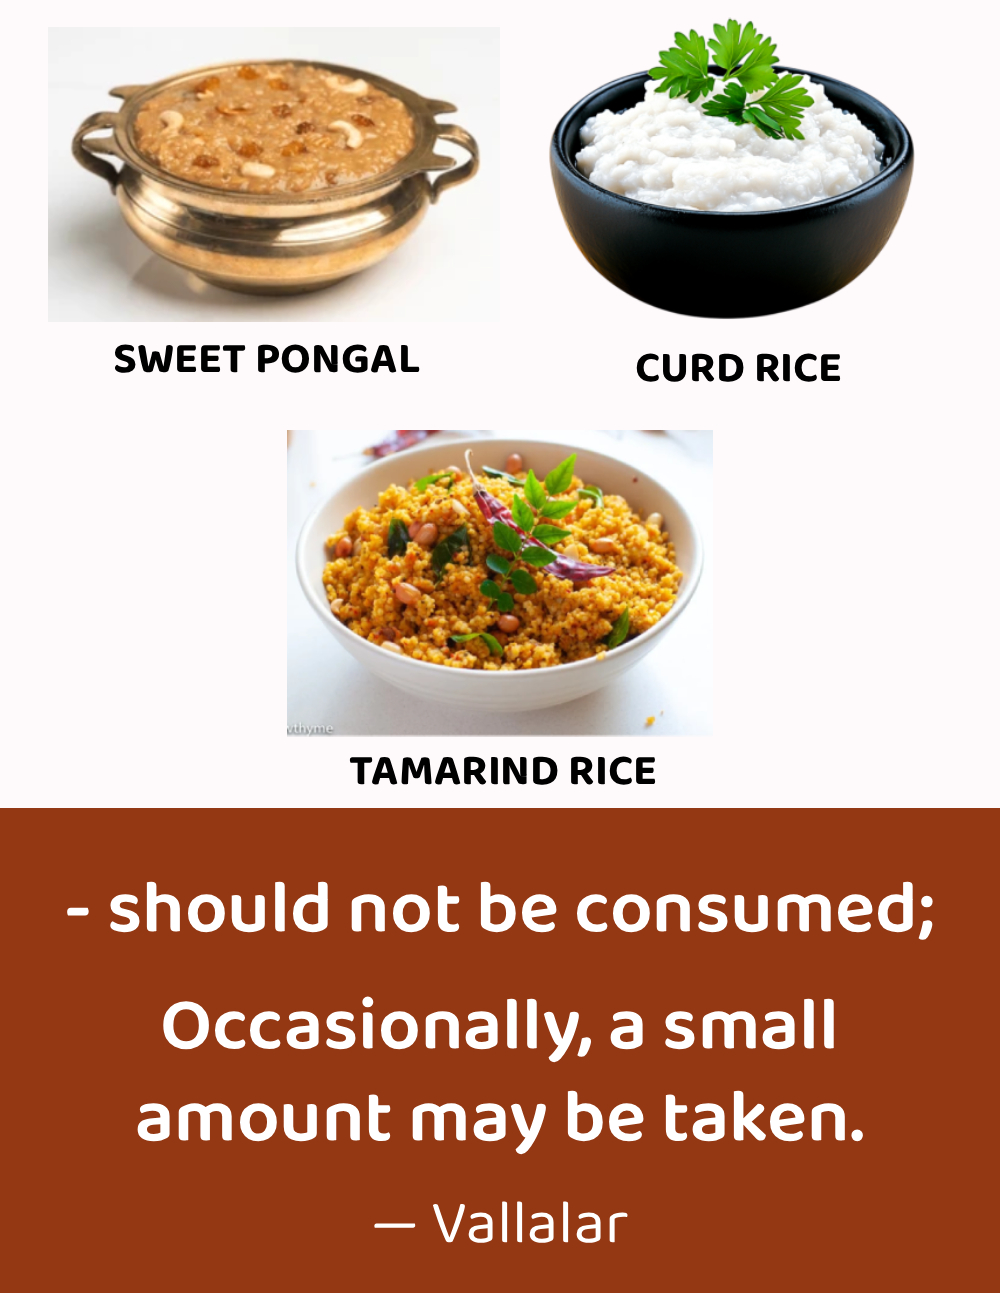 SWEET PONGAL
CURD RICE
vthyme
TAMARIND RICE
- should not be consumed;
Occasionally, a small
amount may be taken.
— Vallalar